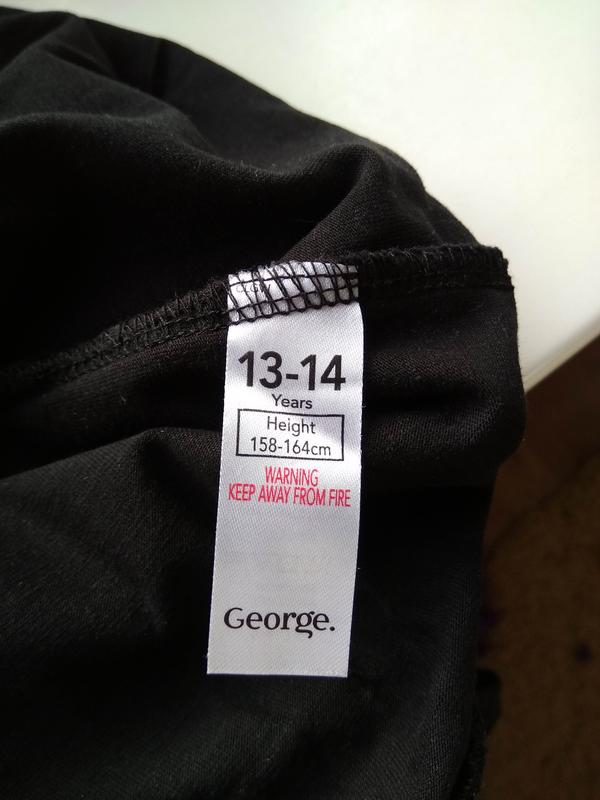 13-14
Years
Height
158-164cm
WARNING
KEEP AWAY FROM FIRE
George.